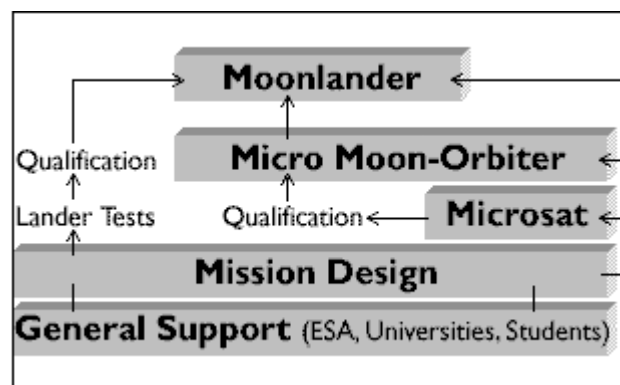 Moonlander
Qualification
Micro Moon-Orbiter
Lander Tests
Qualification
Microsat
Mission Design
General Support (ESA, Universities, Students)